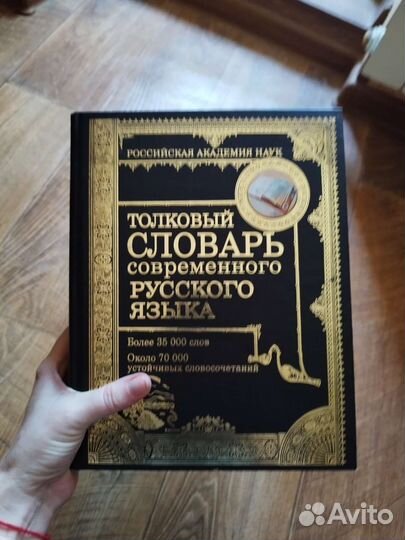 РОССИЙСКАЯ АКАДЕМИЯ НАУК
ТОЛКОВЫЙ
СЛОВАРЬ
современного
РУССКОГО
ЯЗЫКА
Более 35 000 слов
Около 70 000
устойчивых словосочетаний
Avito